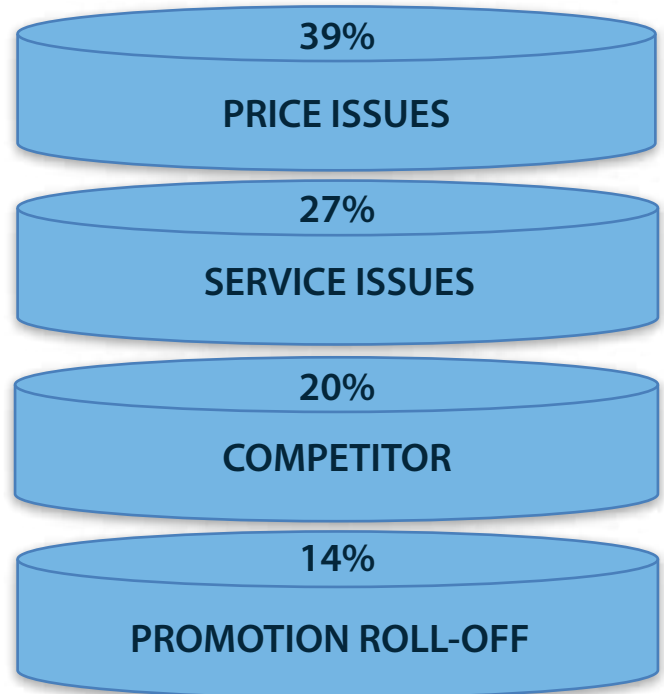 39%
PRICE ISSUES
27%
SERVICE ISSUES
20%
COMPETITOR
14%
PROMOTION ROLL-OFF